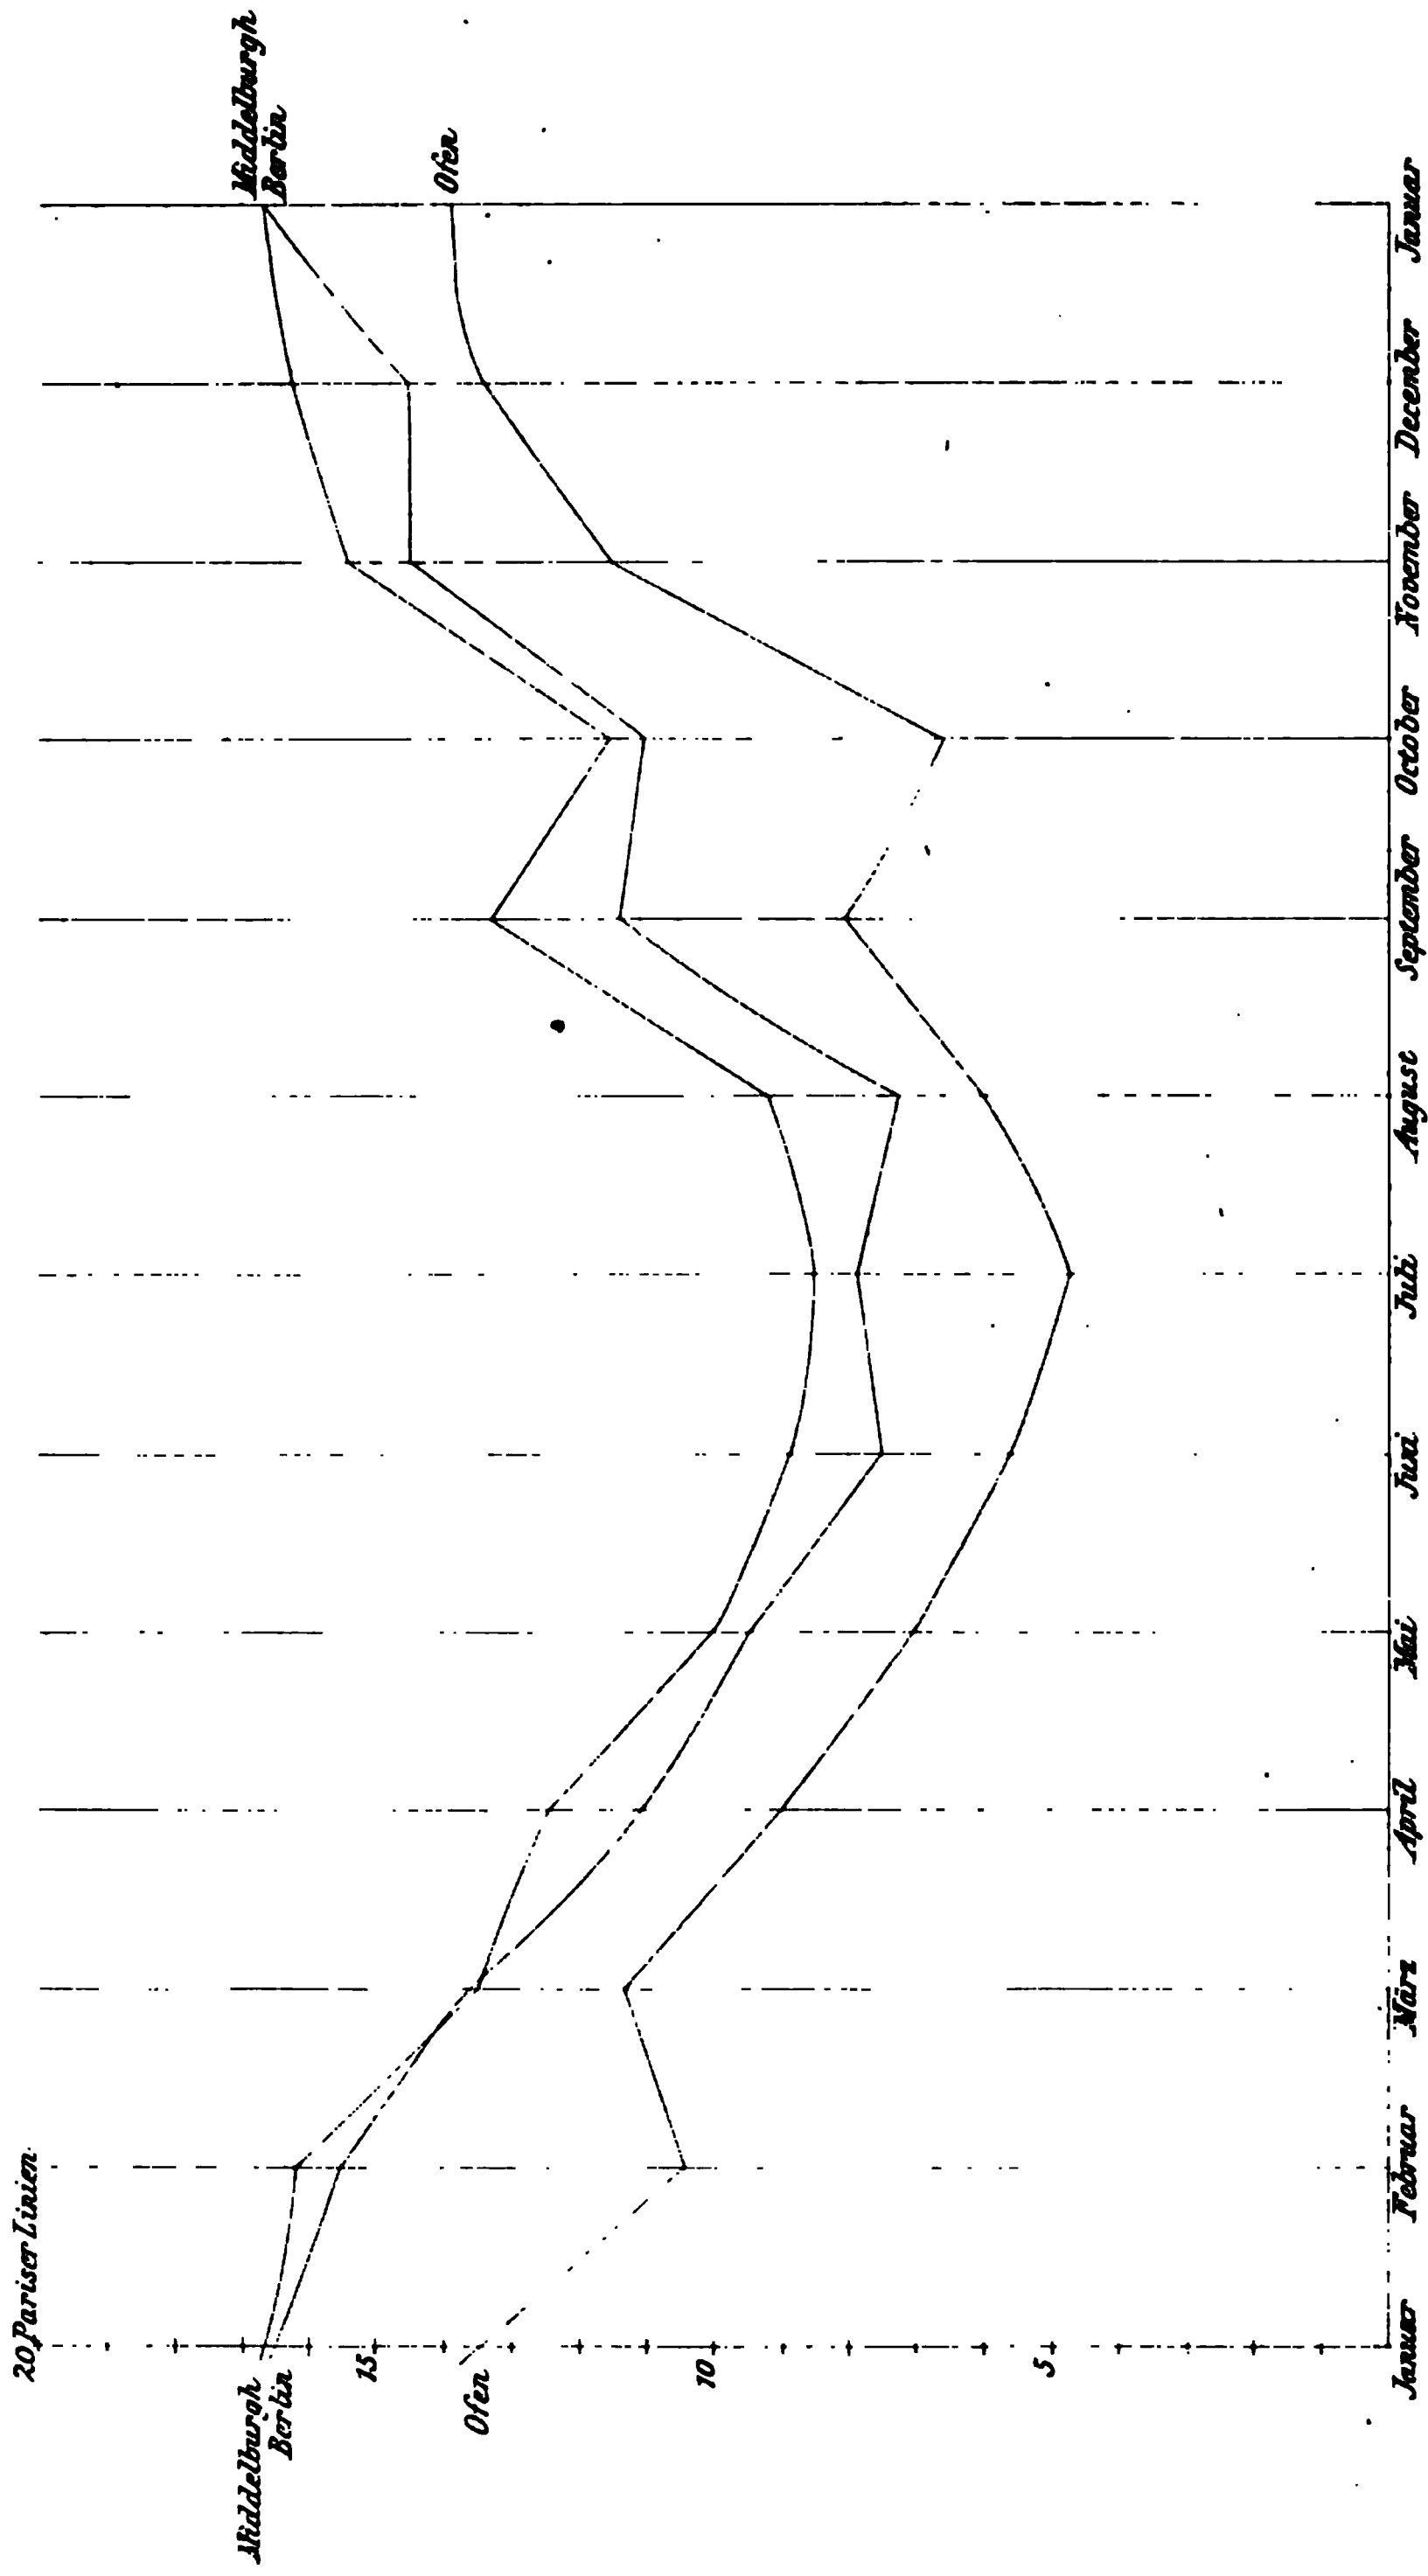 20 Pariser Linien.
Middelburgh
Berlin
15
Ofen
10
5
Middelburgh
Berlin
Ofen
Januar Februar März April Mai Juni Juli August September October November December Januar